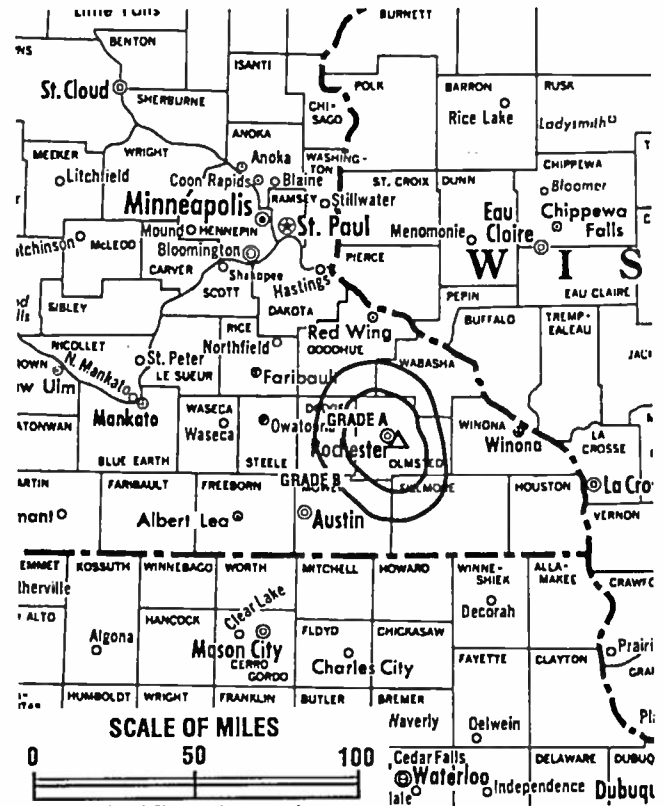 BURNETT
BENTON
ISANTI
POLK
BARRON
RUSK
St. Cloud
SHERBURNE
CHI-
SAGO
Rice Lake
Ladysmith
ANOKA
MEEKER
WRIGHT
Anoka
WASHING-
TON
CHIPPEWA
Litchfield
Coon Rapids
Blaine
ST. CROIX
DUNN
Bloomer
RAMSEY
Stillwater
Minneapolis
Eau
Claire
Chippewa
Falls
Mound
HENNEPIN
St. Paul
Menomonie
McLEOD
Bloomington
W I S
CARVER
Shakopee
Hastings
PIERCE
SCOTT
EAU CLAIRE
SIBLEY
DAKOTA
PEPIN
BUFFALO
TREMP-
EALEAU
RICE
Red Wing
NICOLLET
Northfield
GOODHUE
N. Mankato
St. Peter
WABASHA
LE SUEUR
Faribault
Mankato
WASECA
GRADE A
WINONA
Waseca
Rochester
Winona
LA
CROSSE
BLUE EARTH
STEELE
OLMSTED
GRADE B
FARIBAULT
FREEBORN
FILLMORE
HOUSTON
VERNON
Albert Lea
Austin
EMMET
KOSSUTH
WINNEBAGO
WORTH
MITCHELL
HOWARD
WINNE-
SHIEK
ALLA-
MAKEE
HANCOCK
Clear Lake
Decorah
Algona
Mason City
FLOYD
CHICKASAW
CERRO
GORDO
Charles City
FAYETTE
CLAYTON
HUMBOLDT
WRIGHT
FRANKLIN
BUTLER
BREMER
SCALE OF MILES
Waverly
Oelwein
0 50 100
Cedar Falls
DELAWARE
Waterloo
Independence